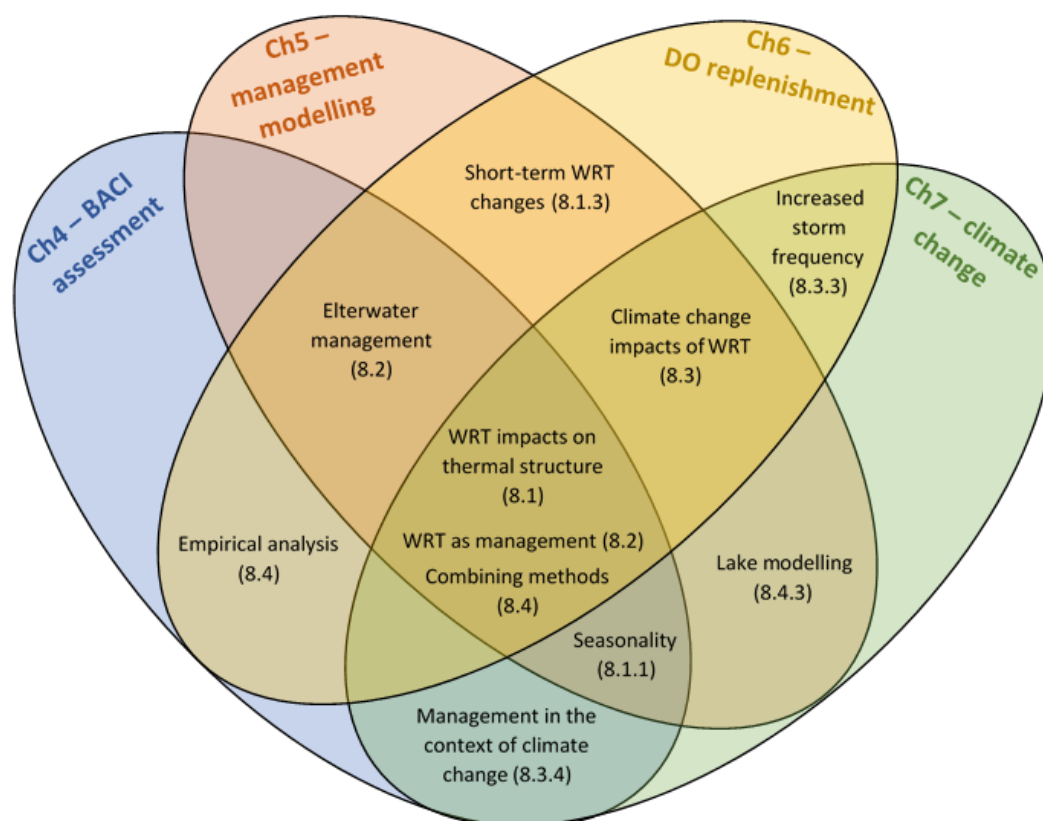 Ch5 –
management
modelling
Ch6 –
DO replenishment
Ch4 – BACI
assessment
Ch7 – climate
change
Short-term WRT
changes (8.1.3)
Increased
storm
frequency
(8.3.3)
Elterwater
management
(8.2)
Climate change
impacts of WRT
(8.3)
WRT impacts on
thermal structure
(8.1)
WRT as management (8.2)
Combining methods
(8.4)
Empirical analysis
(8.4)
Lake modelling
(8.4.3)
Seasonality
(8.1.1)
Management in the
context of climate
change (8.3.4)